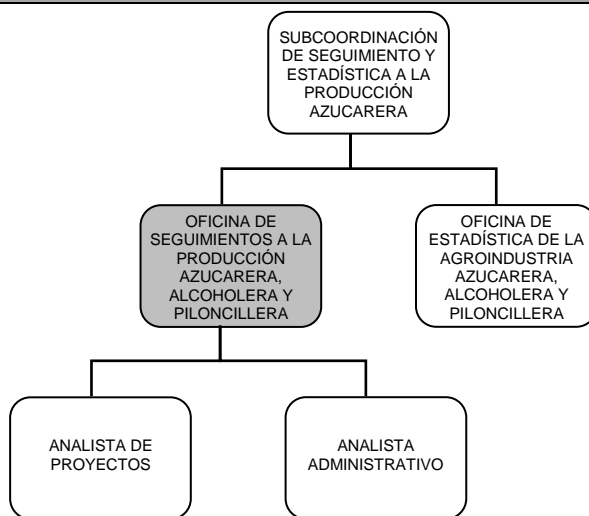 SUBCOORDINACIÓN
DE SEGUIMIENTO Y
ESTADÍSTICA A LA
PRODUCCIÓN
AZUCARERA
OFICINA DE
SEGUIMIENTOS A LA
PRODUCCIÓN
AZUCARERA,
ALCOHOLERA Y
PILONCILLERA
OFICINA DE
ESTADÍSTICA DE LA
AGROINDUSTRIA
AZUCARERA,
ALCOHOLERA Y
PILONCILLERA
ANALISTA DE
PROYECTOS
ANALISTA
ADMINISTRATIVO